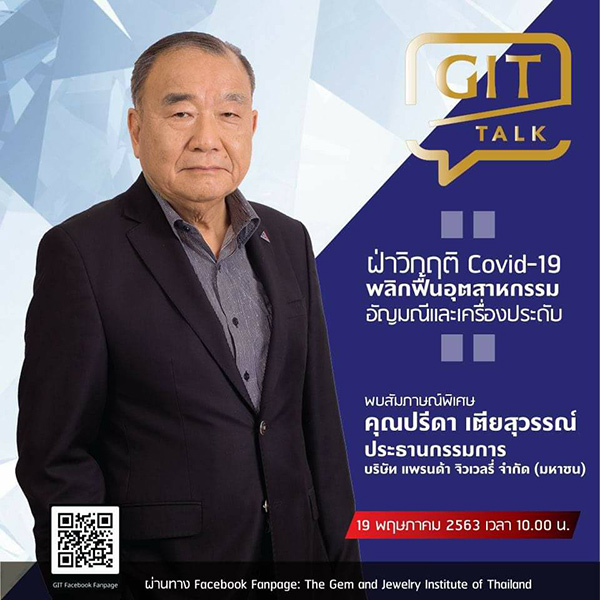 GIT
TALK
ฝ่าวิกฤติ Covid-19
พลิกฟื้นอุตสาหกรรม
อัญมณีและเครื่องประดับ
พบสัมภาษณ์พิเศษ
คุณปรีดา เตียสุวรรณ์
ประธานกรรมการ
บริษัท แพรนด้า จิวเวลรี่ จำกัด (มหาชน)
19 พฤษภาคม 2563 เวลา 10.00 น.
GIT Facebook Fanpage
ผ่านทาง Facebook Fanpage: The Gem and Jewelry Institute of Thailand